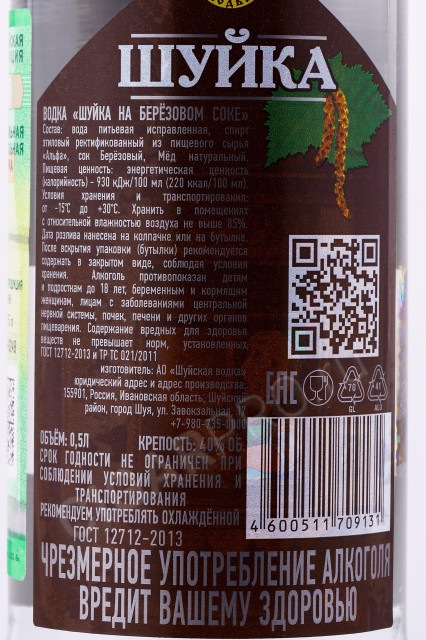 ШУЙКА
ВОДКА «ШУЙКА НА БЕРЁЗОВОМ СОКЕ»
Состав: вода питьевая исправленная, спирт
этиловый ректификованный из пищевого сырья
«Альфа», сок Берёзовый, Мёд натуральный.
Пищевая ценность: энергетическая ценность
(калорийность) - 930 кДж/100 мл (220 ккал/100 мл).
Условия хранения и транспортирования:
от -15°С до +30°С. Хранить в помещениях
с относительной влажностью воздуха не выше 85%.
Дата розлива нанесена на колпачке или на бутылке.
После вскрытия упаковки (бутылки) рекомендуется
содержать в закрытом виде, соблюдая условия
хранения. Алкоголь противопоказан детям
и подросткам до 18 лет, беременным и кормящим
женщинам, лицам с заболеваниями центральной
нервной системы, почек, печени и других органов
пищеварения. Содержание вредных для здоровья
веществ не превышает норм, установленных
ГОСТ 12712-2013 и ТР ТС 021/2011
изготовитель: АО «Шуйская водка»
юридический адрес и адрес производства:
155901, Россия, Ивановская область, Шуйский
район, город Шуя, ул. Завокзальная,
+7-980-735-0000
EAC
70
GL
41
ALU
ОБЪЁМ: 0,5Л КРЕПОСТЬ: 40% ОБ.
СРОК ГОДНОСТИ НЕ ОГРАНИЧЕН ПРИ
СОБЛЮДЕНИИ УСЛОВИЙ ХРАНЕНИЯ И
ТРАНСПОРТИРОВАНИЯ
РЕКОМЕНДУЕМ УПОТРЕБЛЯТЬ ОХЛАЖДЁННОЙ
ГОСТ 12712-2013
4 600511 709131
ЧРЕЗМЕРНОЕ УПОТРЕБЛЕНИЕ АЛКОГОЛЯ
ВРЕДИТ ВАШЕМУ ЗДОРОВЬЮ